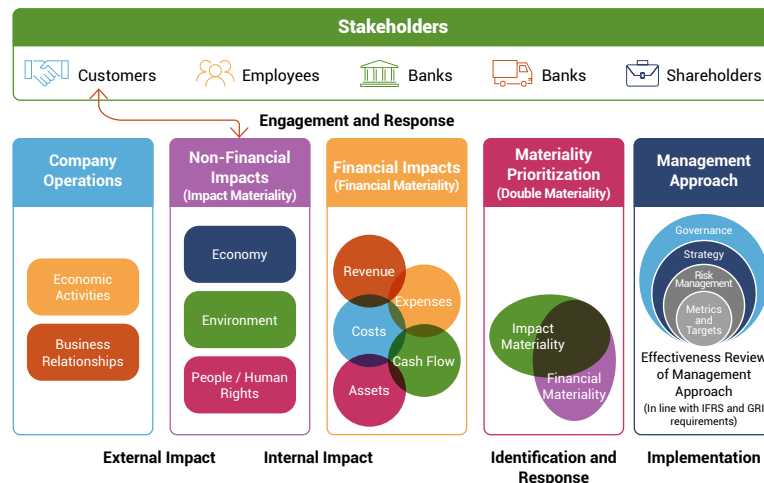 Stakeholders
Customers
Employees
Banks
Banks
Shareholders
Engagement and Response
Company
Operations
Economic
Activities
Business
Relationships
Non-Financial
Impacts
(Impact Materiality)
Economy
Environment
People / Human
Rights
Financial Impacts
(Financial Materiality)
Revenue
Expenses
Costs
Cash Flow
Assets
Materiality
Prioritization
(Double Materiality)
Impact
Materiality
Financial
Materiality
Management
Approach
Governance
Strategy
Risk
Management
Metrics
and
Targets
Effectiveness Review
of Management
Approach
(In line with IFRS and GRI
requirements)
External Impact
Internal Impact
Identification and
Response
Implementation